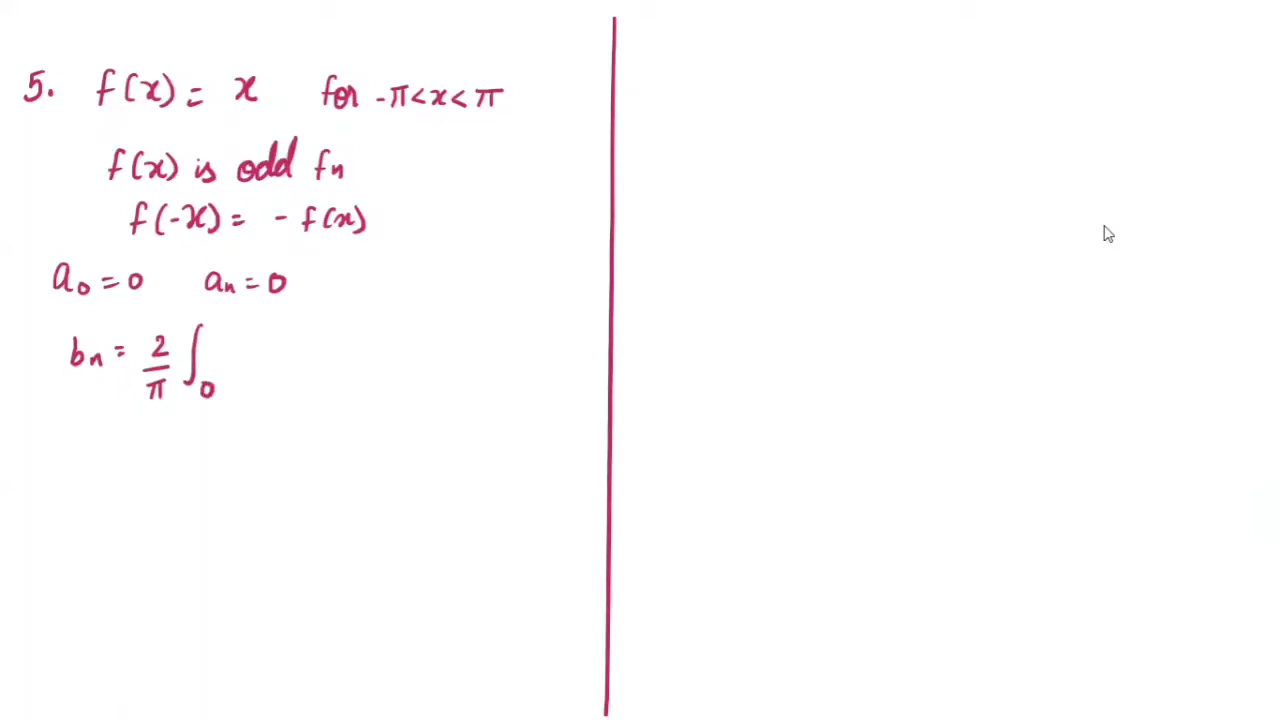 5. f(x) = x for -π<x<π
f(x) is odd fn
f(-x) = - f(x)
a₀ = 0 aₙ = 0
bₙ = 2/π ∫₀